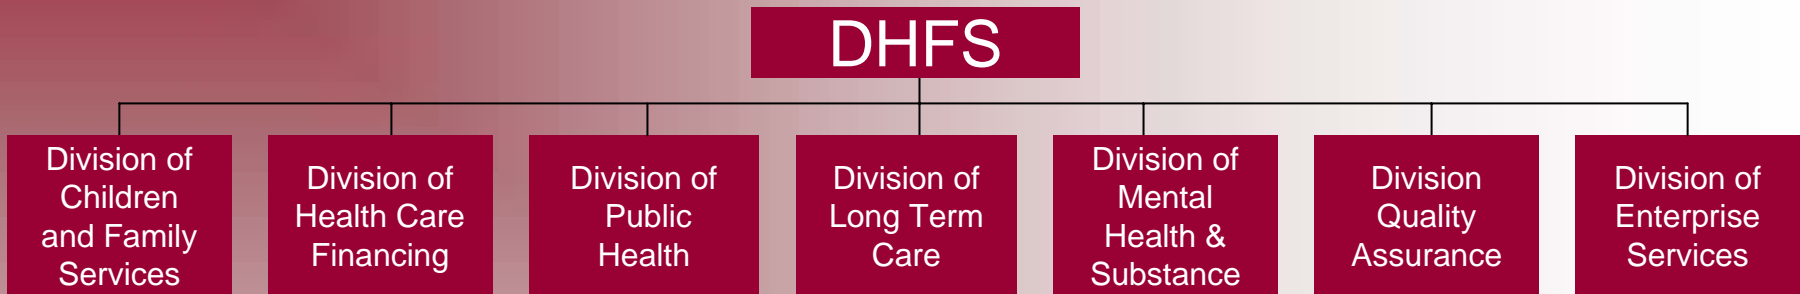 DHFS
Division of
Children
and Family
Services
Division of
Health Care
Financing
Division of
Public
Health
Division of
Long Term
Care
Division of
Mental
Health &
Substance
Division
Quality
Assurance
Division of
Enterprise
Services